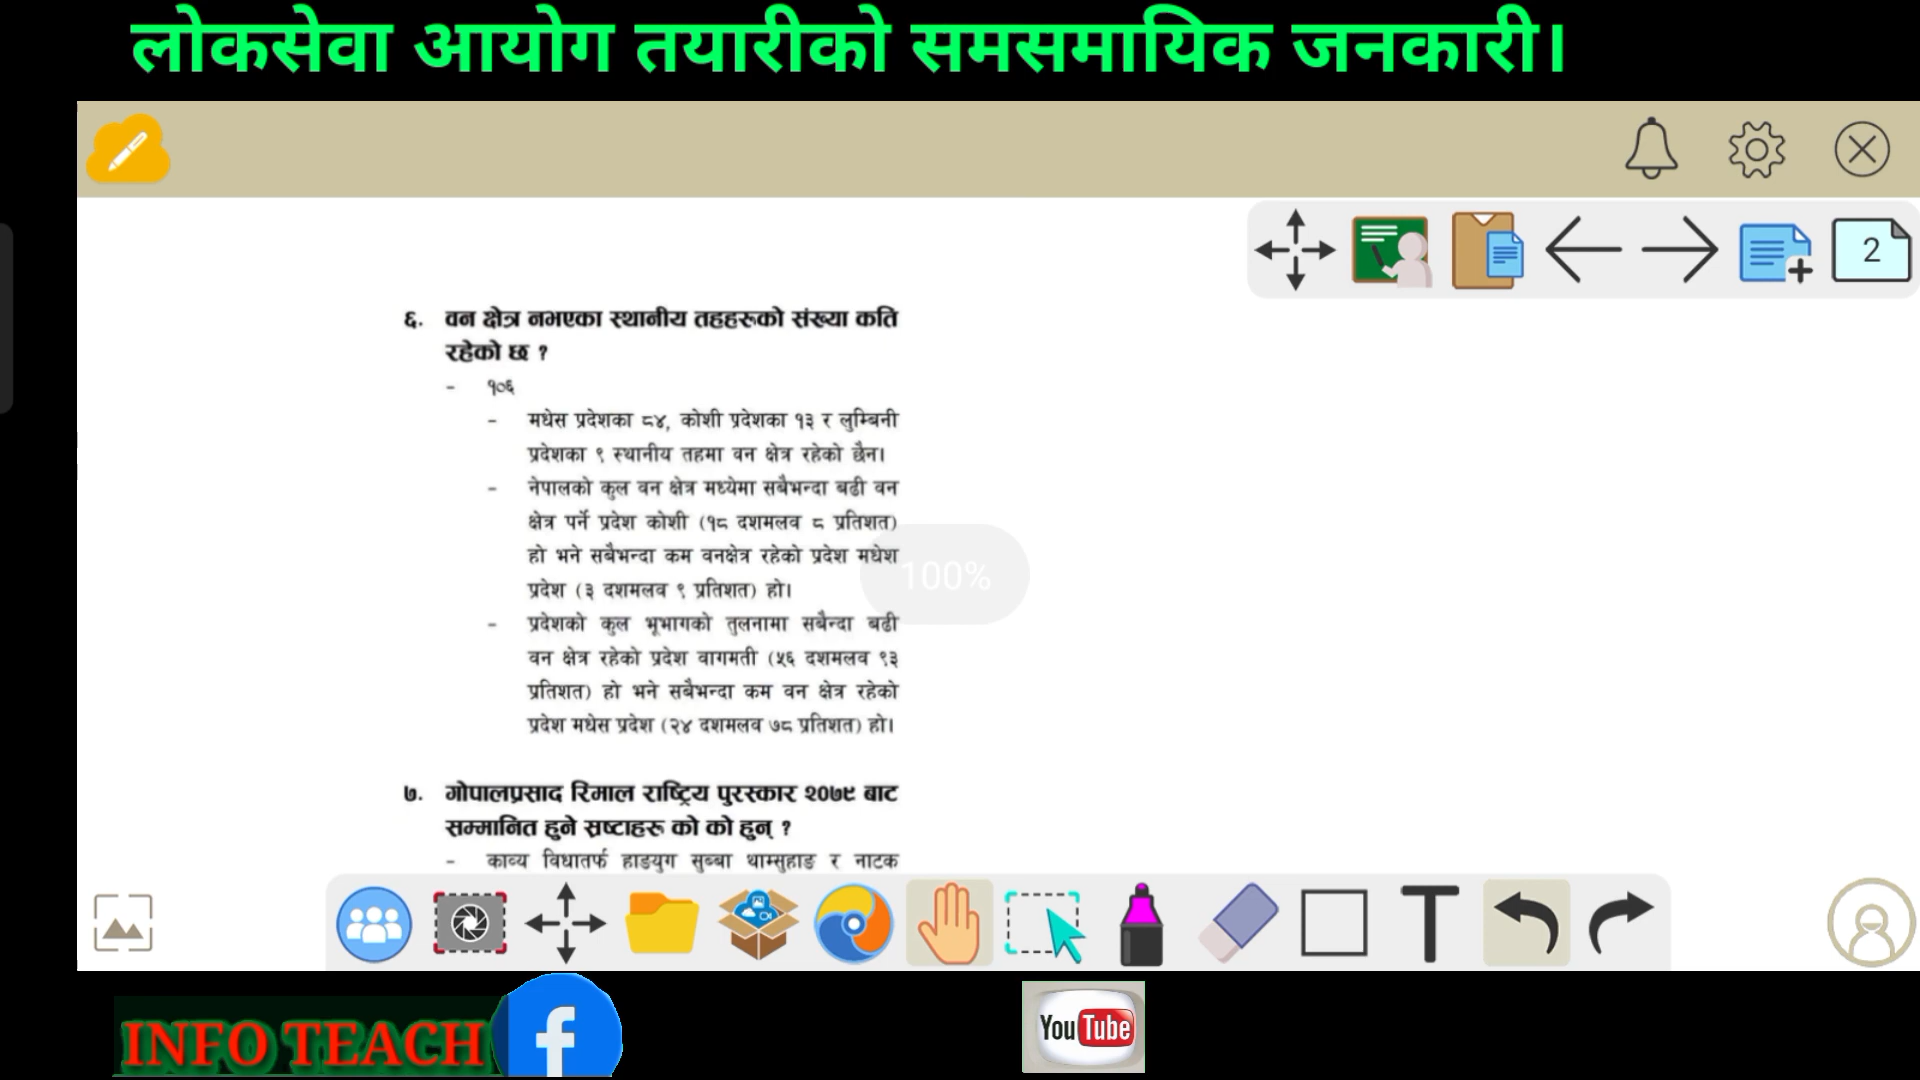 लोकसेवा आयोग तयारीको समसमायिक जनकारी।
2
६. वन क्षेत्र नभएका स्थानीय तहहरूको संख्या कति
रहेको छ ?
- १०६
- मधेस प्रदेशका ८४, कोशी प्रदेशका १३ र लुम्बिनी
प्रदेशका ९ स्थानीय तहमा वन क्षेत्र रहेको छैन।
- नेपालको कुल वन क्षेत्र मध्येमा सबैभन्दा बढी वन
क्षेत्र पर्ने प्रदेश कोशी (१८ दशमलव ८ प्रतिशत)
हो भने सबैभन्दा कम वनक्षेत्र रहेको प्रदेश मधेश
प्रदेश (३ दशमलव ९ प्रतिशत) हो।
100%
- प्रदेशको कुल भूभागको तुलनामा सबैन्दा बढी
वन क्षेत्र रहेको प्रदेश वागमती (५६ दशमलव ९३
प्रतिशत) हो भने सबैभन्दा कम वन क्षेत्र रहेको
प्रदेश मधेस प्रदेश (२४ दशमलव ७८ प्रतिशत) हो।
७. गोपालप्रसाद रिमाल राष्ट्रिय पुरस्कार २०७९ बाट
सम्मानित हुने स्रष्टाहरू को को हुन् ?
- काव्य विधातर्फ हाङयुग सुब्बा थाम्सुहाङ र नाटक
T
INFO TEACH f
YouTube